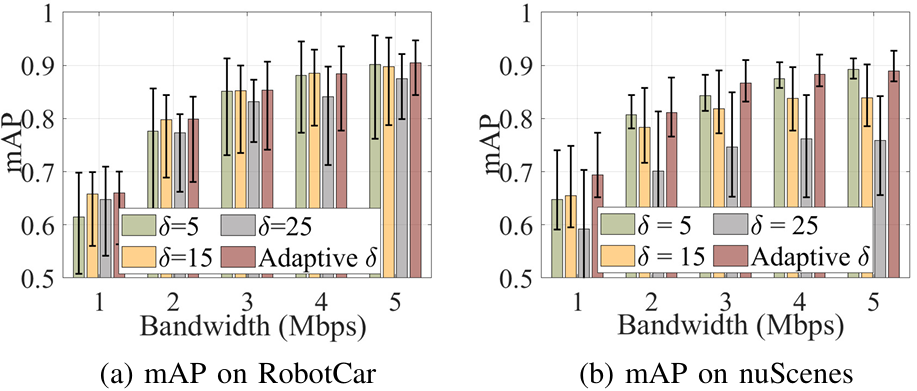 1
0.9
0.8
0.7
0.6
0.5
mAP
δ=5
δ=25
δ=15
Adaptive δ
1
2
3
4
5
Bandwidth (Mbps)
(a) mAP on RobotCar
1
0.9
0.8
0.7
0.6
0.5
mAP
δ = 5
δ = 25
δ = 15
Adaptive δ
1
2
3
4
5
Bandwidth (Mbps)
(b) mAP on nuScenes